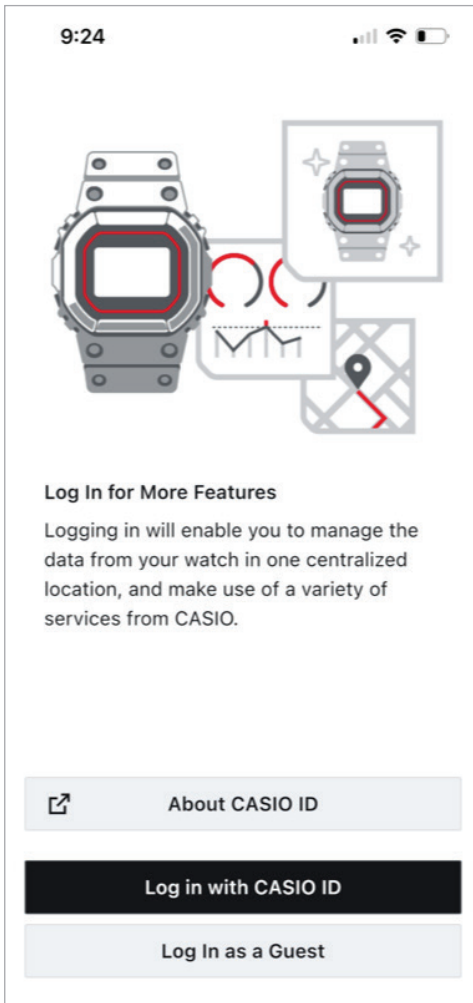 9:24
Log In for More Features
Logging in will enable you to manage the
data from your watch in one centralized
location, and make use of a variety of
services from CASIO.
About CASIO ID
Log in with CASIO ID
Log In as a Guest